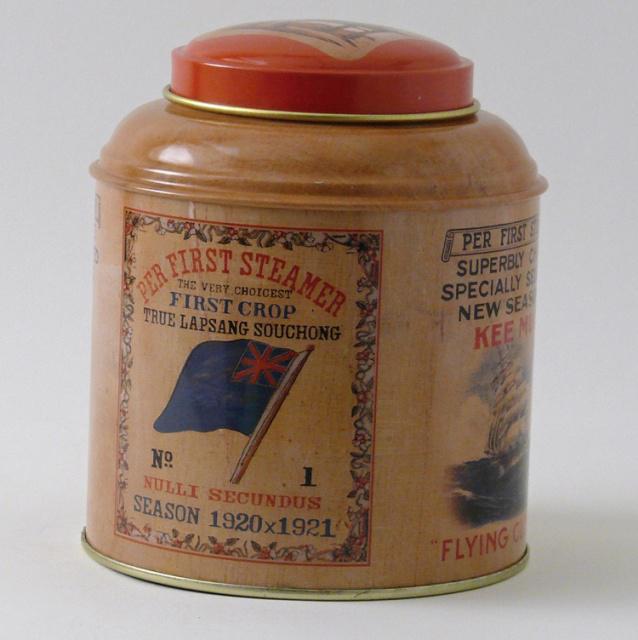 PER FIRST STEAMER
THE VERY CHOICEST
FIRST CROP
TRUE LAPSANG SOUCHONG
Nº 1
NULLI SECUNDUS
SEASON 1920x1921
PER FIRST
SUPERBLY
SPECIALLY
NEW
KEE
"FLYING